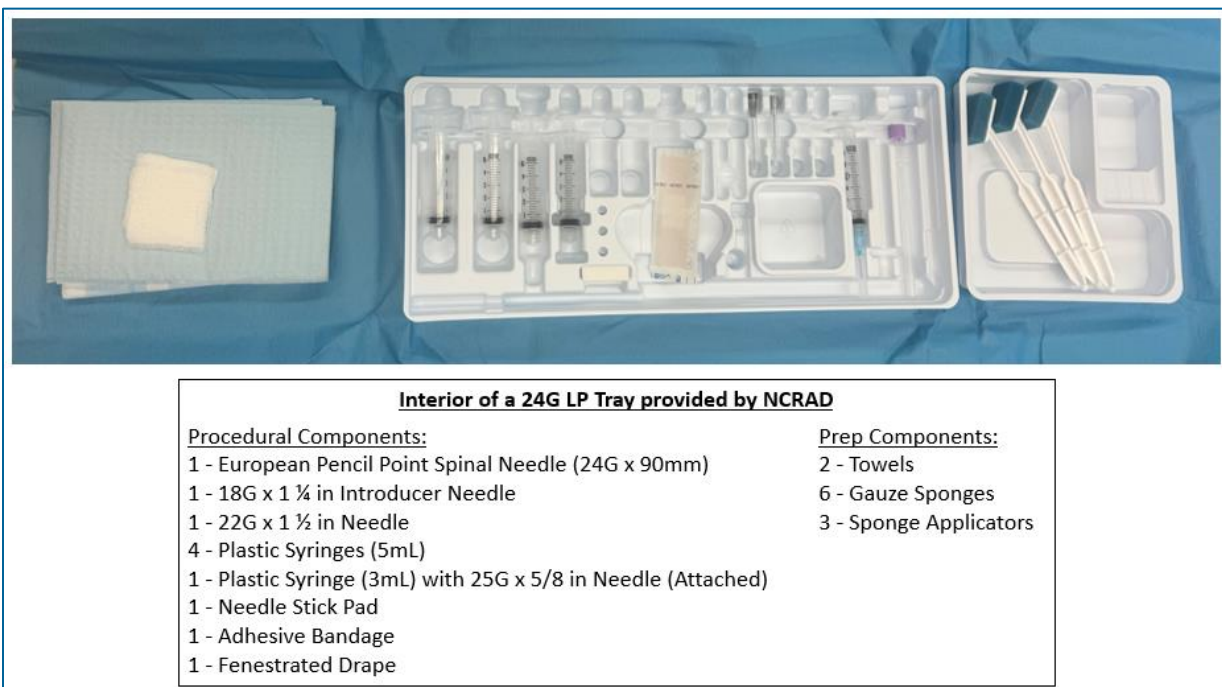 Interior of a 24G LP Tray provided by NCRAD
Procedural Components:
1 - European Pencil Point Spinal Needle (24G x 90mm)
1 - 18G x 1 ¼ in Introducer Needle
1 - 22G x 1 ½ in Needle
4 - Plastic Syringes (5mL)
1 - Plastic Syringe (3mL) with 25G x 5/8 in Needle (Attached)
1 - Needle Stick Pad
1 - Adhesive Bandage
1 - Fenestrated Drape
Prep Components:
2 - Towels
6 - Gauze Sponges
3 - Sponge Applicators